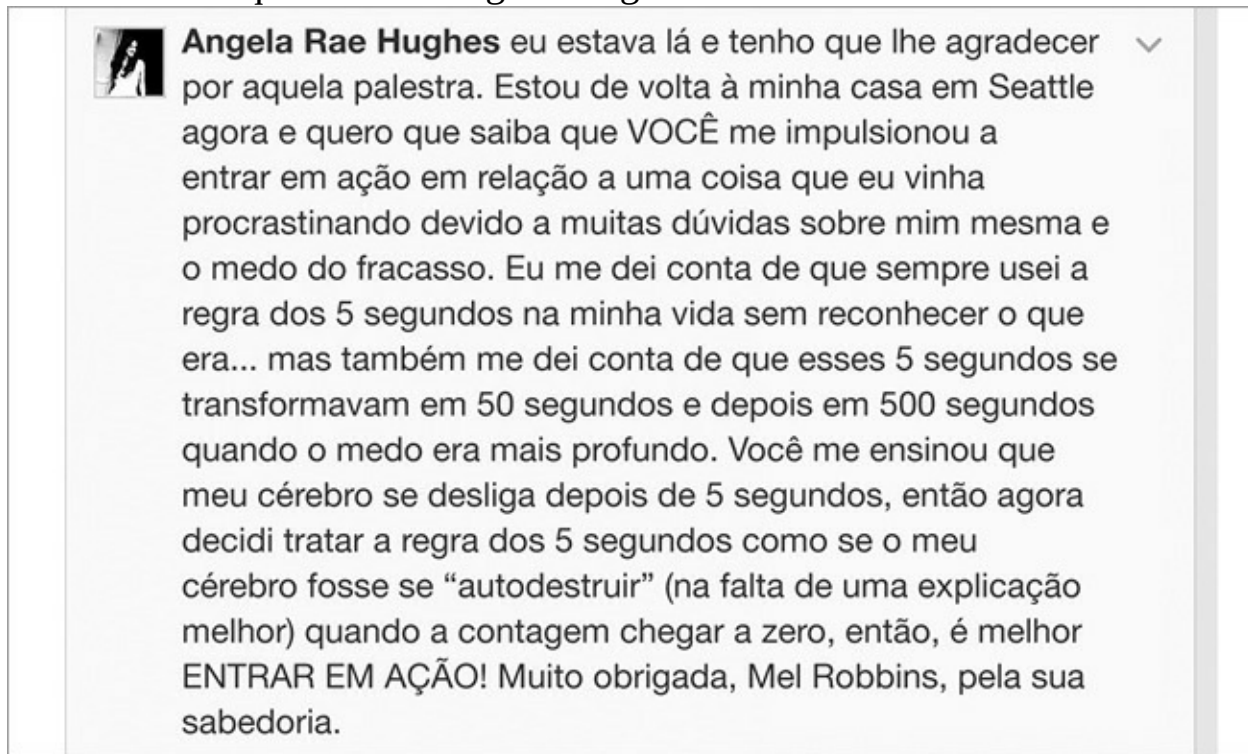 Angela Rae Hughes eu estava lá e tenho que lhe agradecer
por aquela palestra. Estou de volta à minha casa em Seattle
agora e quero que saiba que VOCÊ me impulsionou a
entrar em ação em relação a uma coisa que eu vinha
procrastinando devido a muitas dúvidas sobre mim mesma e
o medo do fracasso. Eu me dei conta de que sempre usei a
regra dos 5 segundos na minha vida sem reconhecer o que
era... mas também me dei conta de que esses 5 segundos se
transformavam em 50 segundos e depois em 500 segundos
quando o medo era mais profundo. Você me ensinou que
meu cérebro se desliga depois de 5 segundos, então agora
decidi tratar a regra dos 5 segundos como se o meu
cérebro fosse se “autodestruir” (na falta de uma explicação
melhor) quando a contagem chegar a zero, então, é melhor
ENTRAR EM AÇÃO! Muito obrigada, Mel Robbins, pela sua
sabedoria.